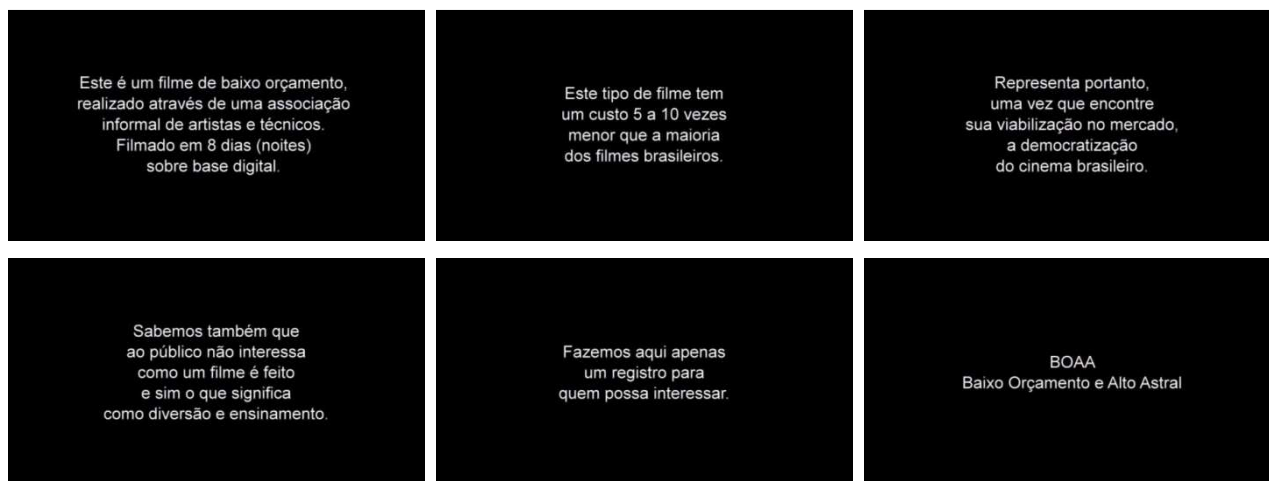 Este é um filme de baixo orçamento,
realizado através de uma associação
informal de artistas e técnicos.
Filmado em 8 dias (noites)
sobre base digital.
Este tipo de filme tem
um custo 5 a 10 vezes
menor que a maioria
dos filmes brasileiros.
Representa portanto,
uma vez que encontre
sua viabilização no mercado,
a democratização
do cinema brasileiro.
Sabemos também que
ao público não interessa
como um filme é feito
e sim o que significa
como diversão e ensinamento.
Fazemos aqui apenas
um registro para
quem possa interessar.
BOAA
Baixo Orçamento e Alto Astral